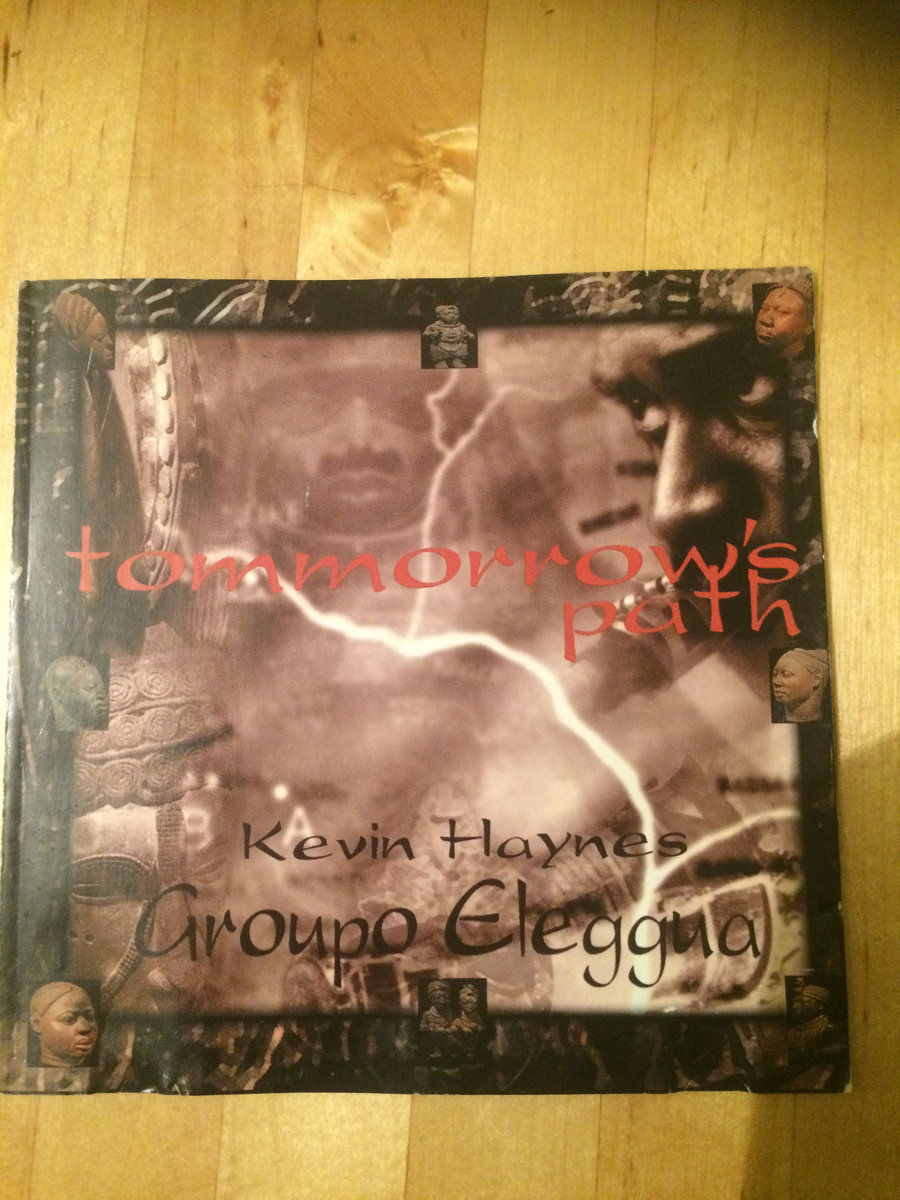 tommorrow's
path
Kevin Haynes
Groupo Eleggua